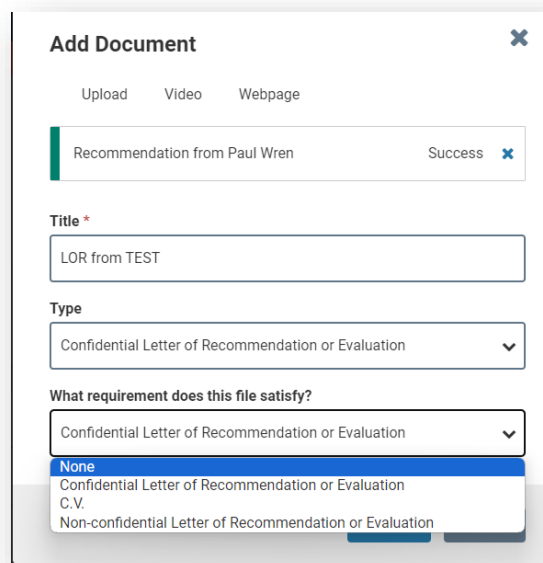 Add Document
Upload Video Webpage
Recommendation from Paul Wren Success
Title *
LOR from TEST
Type
Confidential Letter of Recommendation or Evaluation
What requirement does this file satisfy?
Confidential Letter of Recommendation or Evaluation
None
Confidential Letter of Recommendation or Evaluation
C.V.
Non-confidential Letter of Recommendation or Evaluation